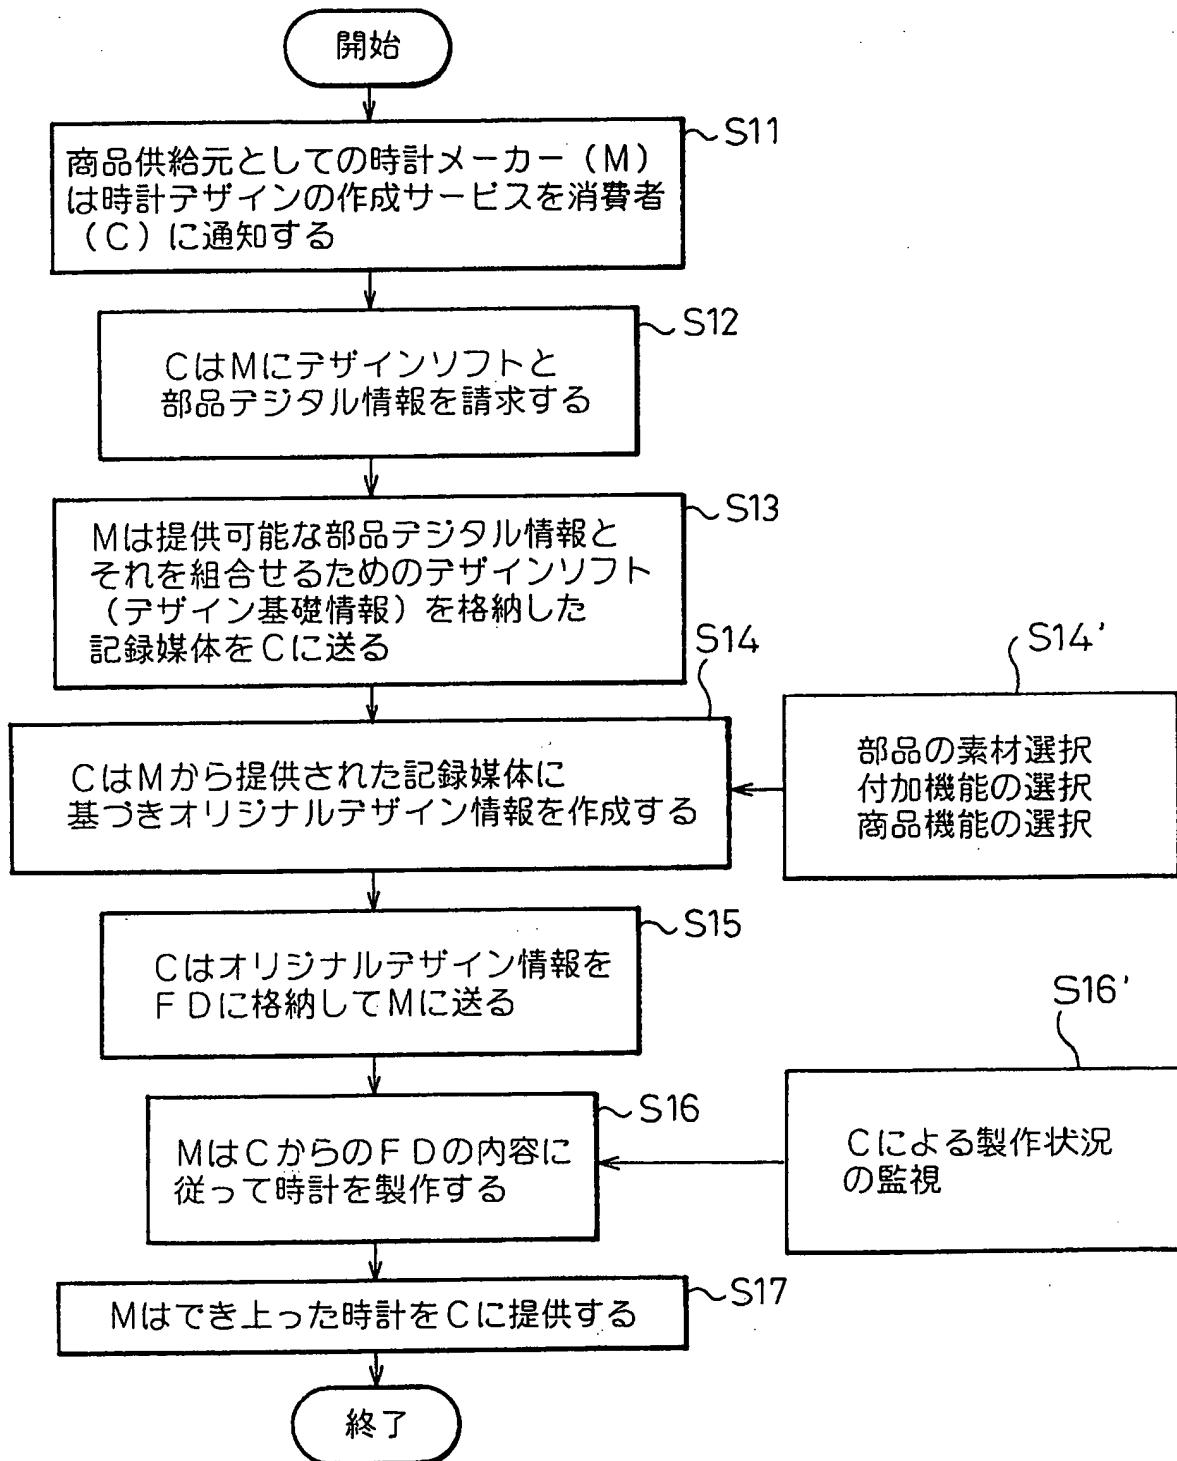 開始
S11
商品供給元としての時計メーカー（M）
は時計デザインの作成サービスを消費者
（C）に通知する
S12
CはMにデザインソフトと
部品デジタル情報を請求する
S13
Mは提供可能な部品デジタル情報と
それを組合せるためのデザインソフト
（デザイン基礎情報）を格納した
記録媒体をCに送る
S14
CはMから提供された記録媒体に
基づきオリジナルデザイン情報を作成する
S14'
部品の素材選択
付加機能の選択
商品機能の選択
S15
Cはオリジナルデザイン情報を
FDに格納してMに送る
S16
MはCからのFDの内容に
従って時計を製作する
S16'
Cによる製作状況
の監視
S17
Mはでき上った時計をCに提供する
終了